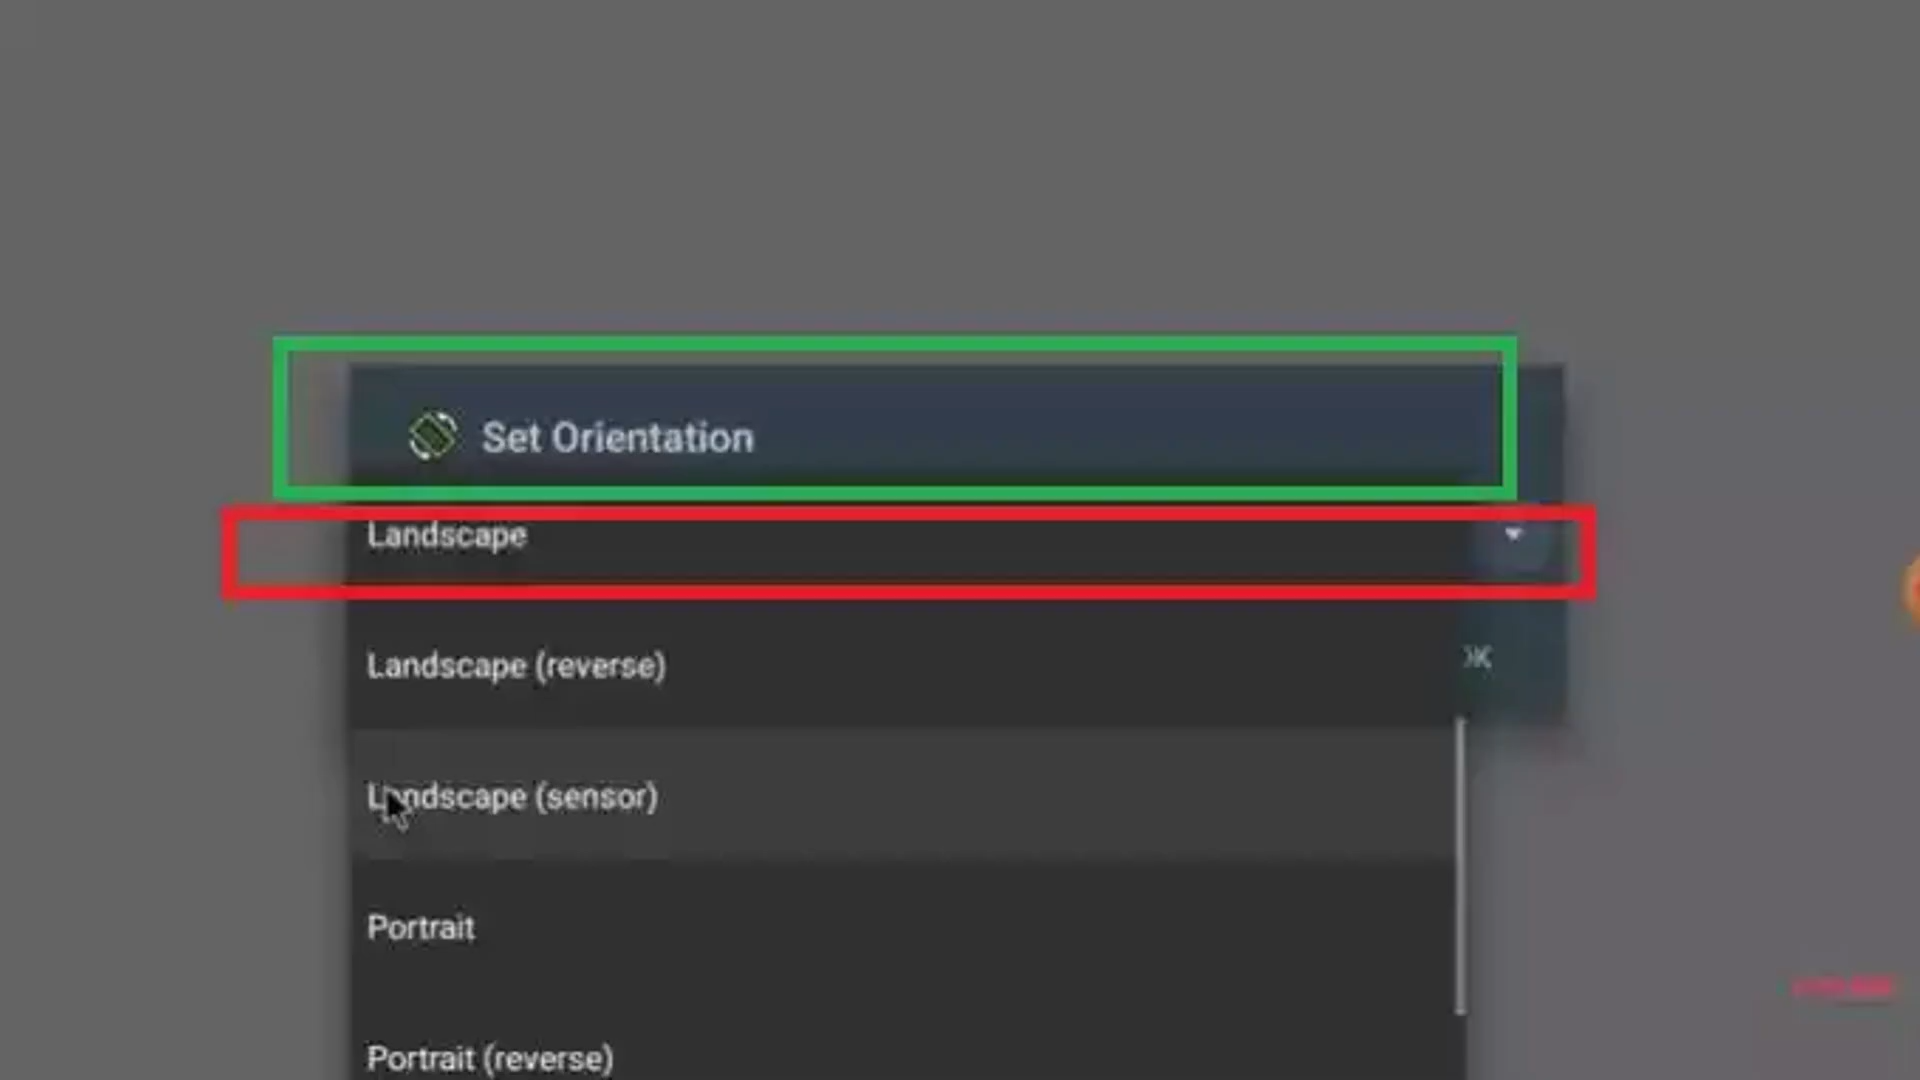 Set Orientation
Landscape
Landscape (reverse)
Landscape (sensor)
Portrait
Portrait (reverse)